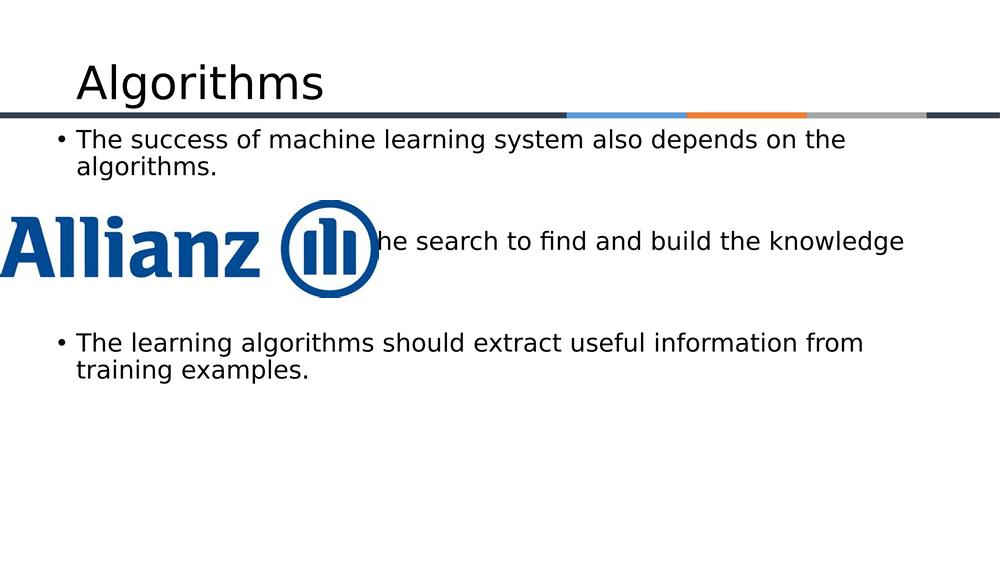 Algorithms
• The success of machine learning system also depends on the
algorithms.
Allianz
he search to find and build the knowledge
• The learning algorithms should extract useful information from
training examples.